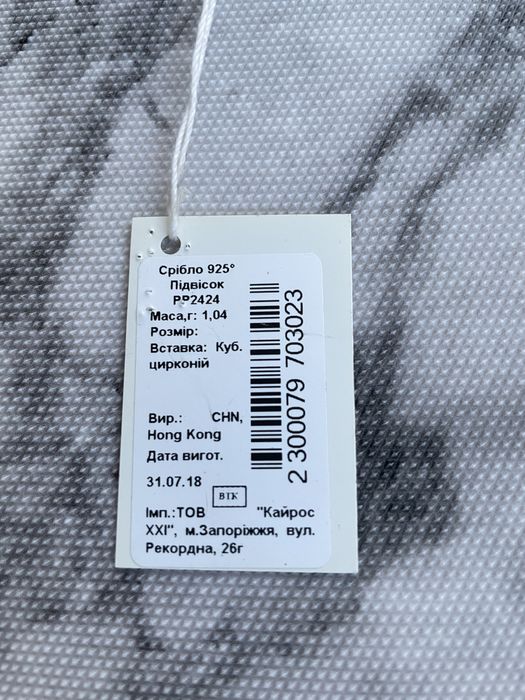 Срібло 925°
Підвісок
PP2424
Маса,г: 1,04
Розмір:
Вставка: Куб.
цирконій
Вир.: CHN,
Hong Kong
Дата вигот.
31.07.18
ВТК
Імп.:ТОВ "Кайрос
XXI", м.Запоріжжя, вул.
Рекордна, 26г
2 300079 703023